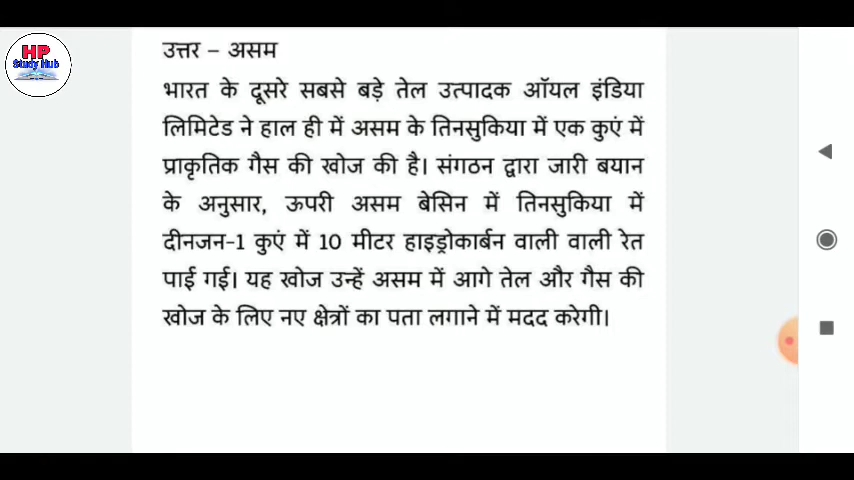 HP
Study Hub
उत्तर – असम
भारत के दूसरे सबसे बड़े तेल उत्पादक ऑयल इंडिया
लिमिटेड ने हाल ही में असम के तिनसुकिया में एक कुएं में
प्राकृतिक गैस की खोज की है। संगठन द्वारा जारी बयान
के अनुसार, ऊपरी असम बेसिन में तिनसुकिया में
दीनजन-1 कुएं में 10 मीटर हाइड्रोकार्बन वाली वाली रेत
पाई गई। यह खोज उन्हें असम में आगे तेल और गैस की
खोज के लिए नए क्षेत्रों का पता लगाने में मदद करेगी।